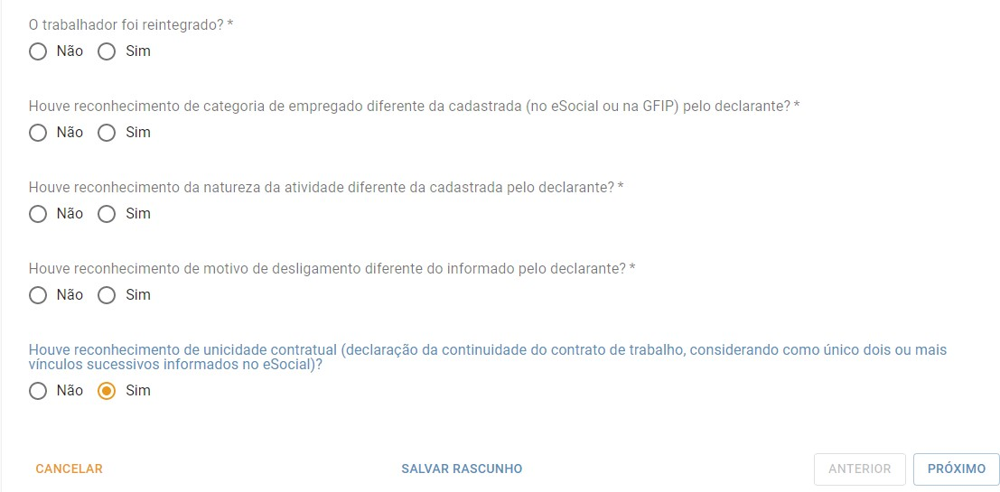 O trabalhador foi reintegrado? *
Não Sim
Houve reconhecimento de categoria de empregado diferente da cadastrada (no eSocial ou na GFIP) pelo declarante? *
Não Sim
Houve reconhecimento da natureza da atividade diferente da cadastrada pelo declarante? *
Não Sim
Houve reconhecimento de motivo de desligamento diferente do informado pelo declarante? *
Não Sim
Houve reconhecimento de unicidade contratual (declaração da continuidade do contrato de trabalho, considerando como único dois ou mais
vínculos sucessivos informados no eSocial)?
Não Sim
CANCELAR SALVAR RASCUNHO ANTERIOR PRÓXIMO